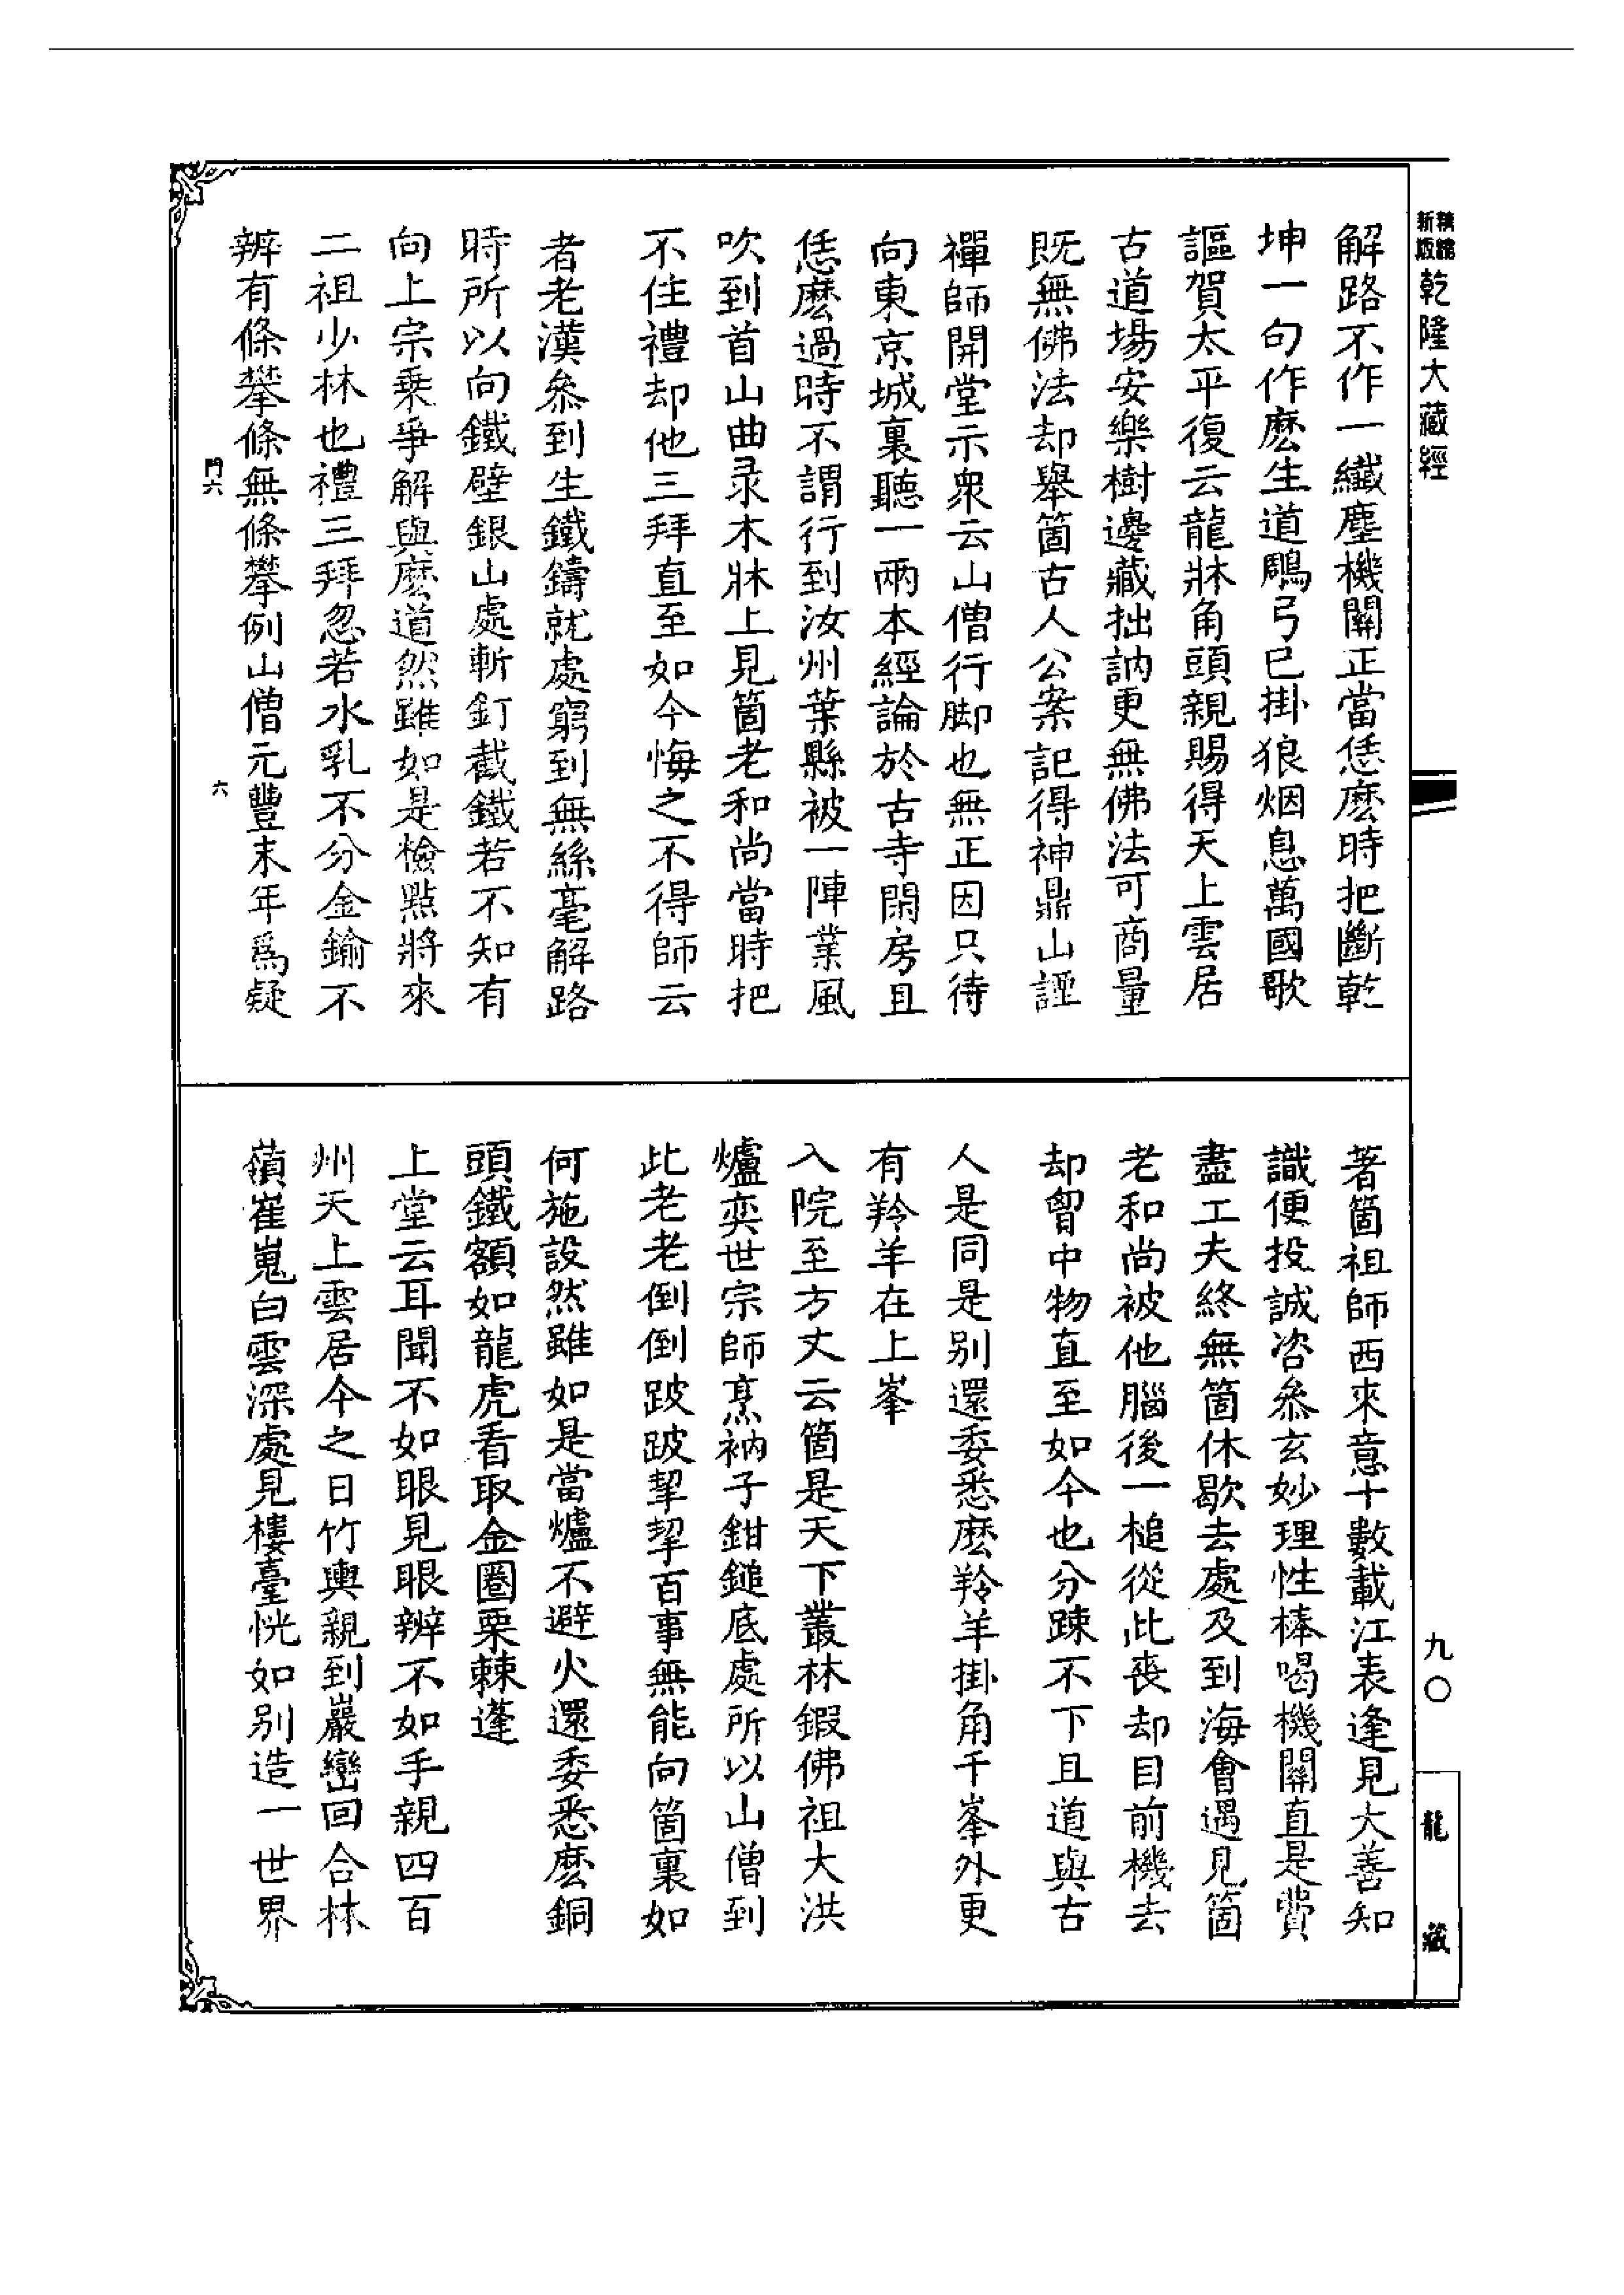 精縮新版乾隆大藏經
解路不作一纖塵機關正當恁麽時把斷乾
坤一句作麽生道鵰弓已掛狼烟息萬國歌
謳賀太平復云龍牀角頭親賜得天上雲居
古道場安樂樹邊藏拙訥更無佛法可商量
既無佛法却舉箇古人公案記得神鼎山諲
禪師開堂示衆云山僧行脚也無正因只待
向東京城裏聽一兩本經論於古寺閑房且
恁麽過時不謂行到汝州葉縣被一陣業風
吹到首山曲彔木牀上見箇老和尚當時把
不住禮却他三拜直至如今悔之不得師云
者老漢叅到生鐵鑄就處窮到無絲毫解路
時所以向鐵壁銀山處斬釘截鐵若不知有
向上宗乘爭解與麽道然雖如是檢點將來
二祖少林也禮三拜忽若水乳不分金鍮不
辨有條攀條無條攀例山僧元豐末年爲疑
門六
六
著箇祖師西來意十數載江表逢見大善知
識便投誠咨叅玄妙理性棒喝機關直是費
盡工夫終無箇休歇去處及到海會遇見箇
老和尚被他腦後一槌從此喪却目前機去
却胷中物直至如今也分踈不下且道與古
人是同是别還委悉麽羚羊掛角千峯外更
有羚羊在上峯
入院至方丈云箇是天下叢林鍛佛祖大洪
爐奕世宗師烹衲子鉗鎚底處所以山僧到
此老老倒倒跛跛挈挈百事無能向箇裏如
何施設然雖如是當爐不避火還委悉麽銅
頭鐵額如龍虎看取金圈栗棘蓬
上堂云耳聞不如眼見眼辨不如手親四百
州天上雲居今之日竹輿親到巖巒回合林
嶺崔嵬白雲深處見樓臺恍如别造一世界
九〇
龍藏